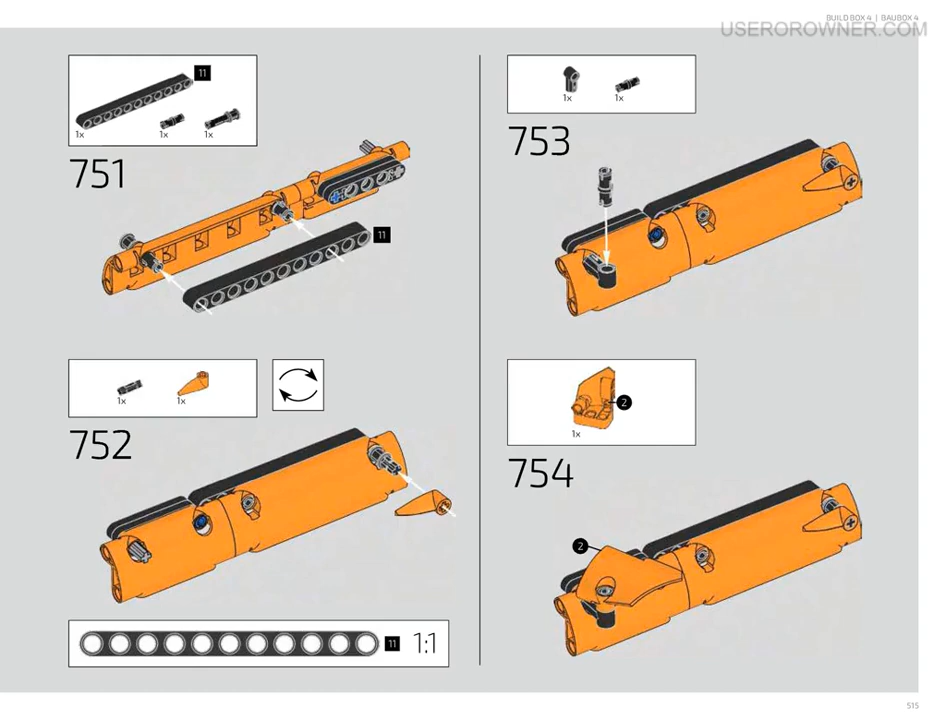 BUILD BOX 4 | BAUBOX 4
USEROROWNER.COM
11
1x
1x
1x
751
11
1x
1x
752
11
1:1
1x
1x
753
2
1x
754
2
515